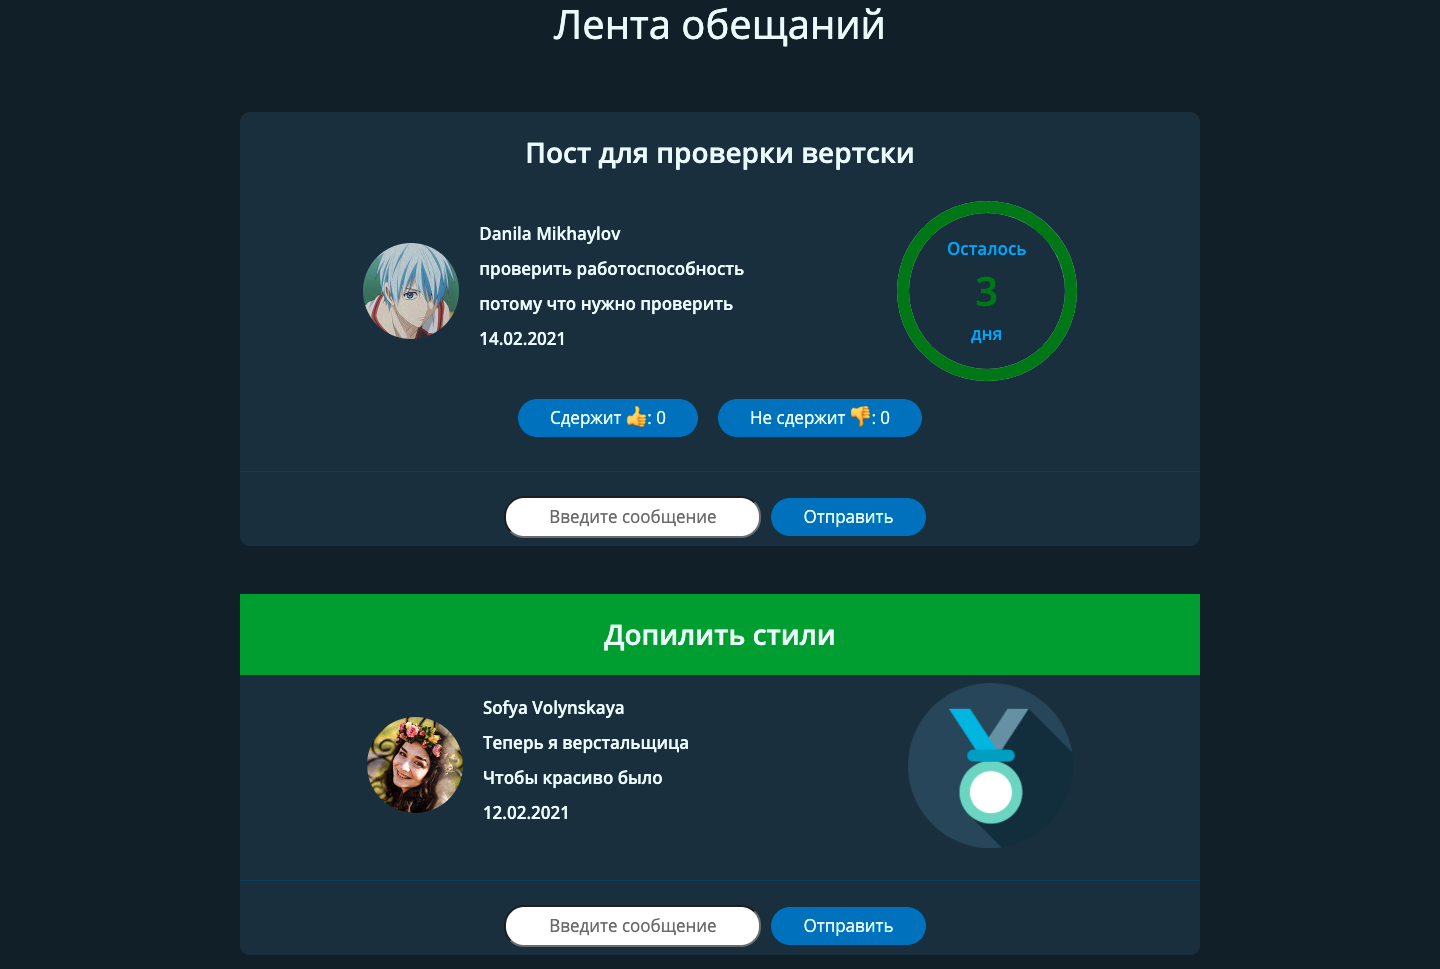 Лента обещаний
Пост для проверки вертски
Danila Mikhaylov
проверить работоспособность
потому что нужно проверить
14.02.2021
Осталось
3
дня
Сдержит 👍: 0
Не сдержит 👎: 0
Введите сообщение
Отправить
Допилить стили
Sofya Volynskaya
Теперь я верстальщица
Чтобы красиво было
12.02.2021
Введите сообщение
Отправить